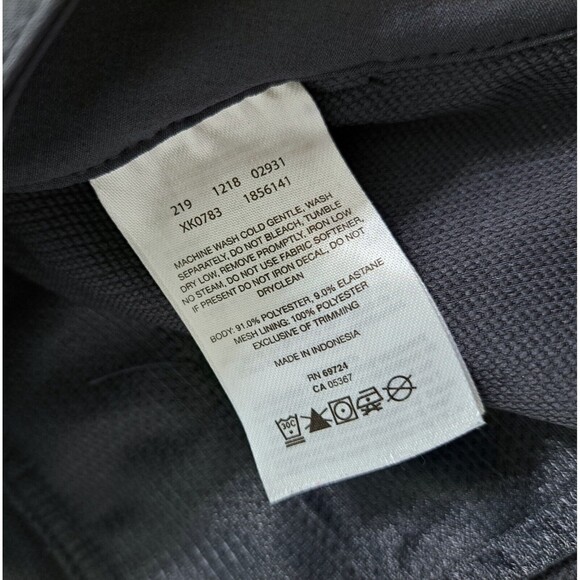 219 1218 02931
XK0783 1856141
MACHINE WASH COLD GENTLE, WASH
SEPARATELY. DO NOT BLEACH, TUMBLE
DRY LOW, REMOVE PROMPTLY. IRON LOW
NO STEAM, DO NOT USE FABRIC SOFTENER,
IF PRESENT DO NOT IRON DECAL. DO NOT
DRYCLEAN
BODY: 91.0% POLYESTER, 9.0% ELASTANE
MESH LINING: 100% POLYESTER
EXCLUSIVE OF TRIMMING
MADE IN INDONESIA
RN 69724
CA 05367
30C